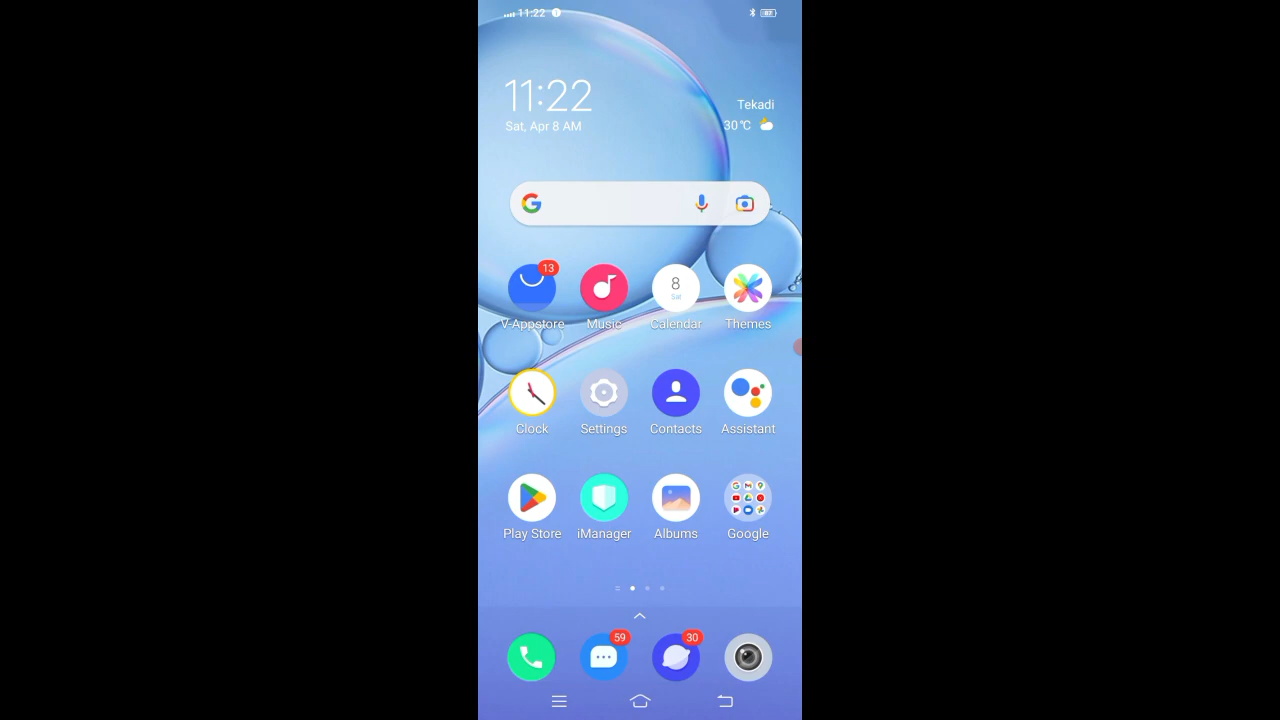 11:22
11:22
Sat, Apr 8 AM
Tekadi
30°C
13
V-Appstore
Music
8
Sat
Calendar
Themes
Clock
Settings
Contacts
Assistant
Play Store
iManager
Albums
Google
59
30